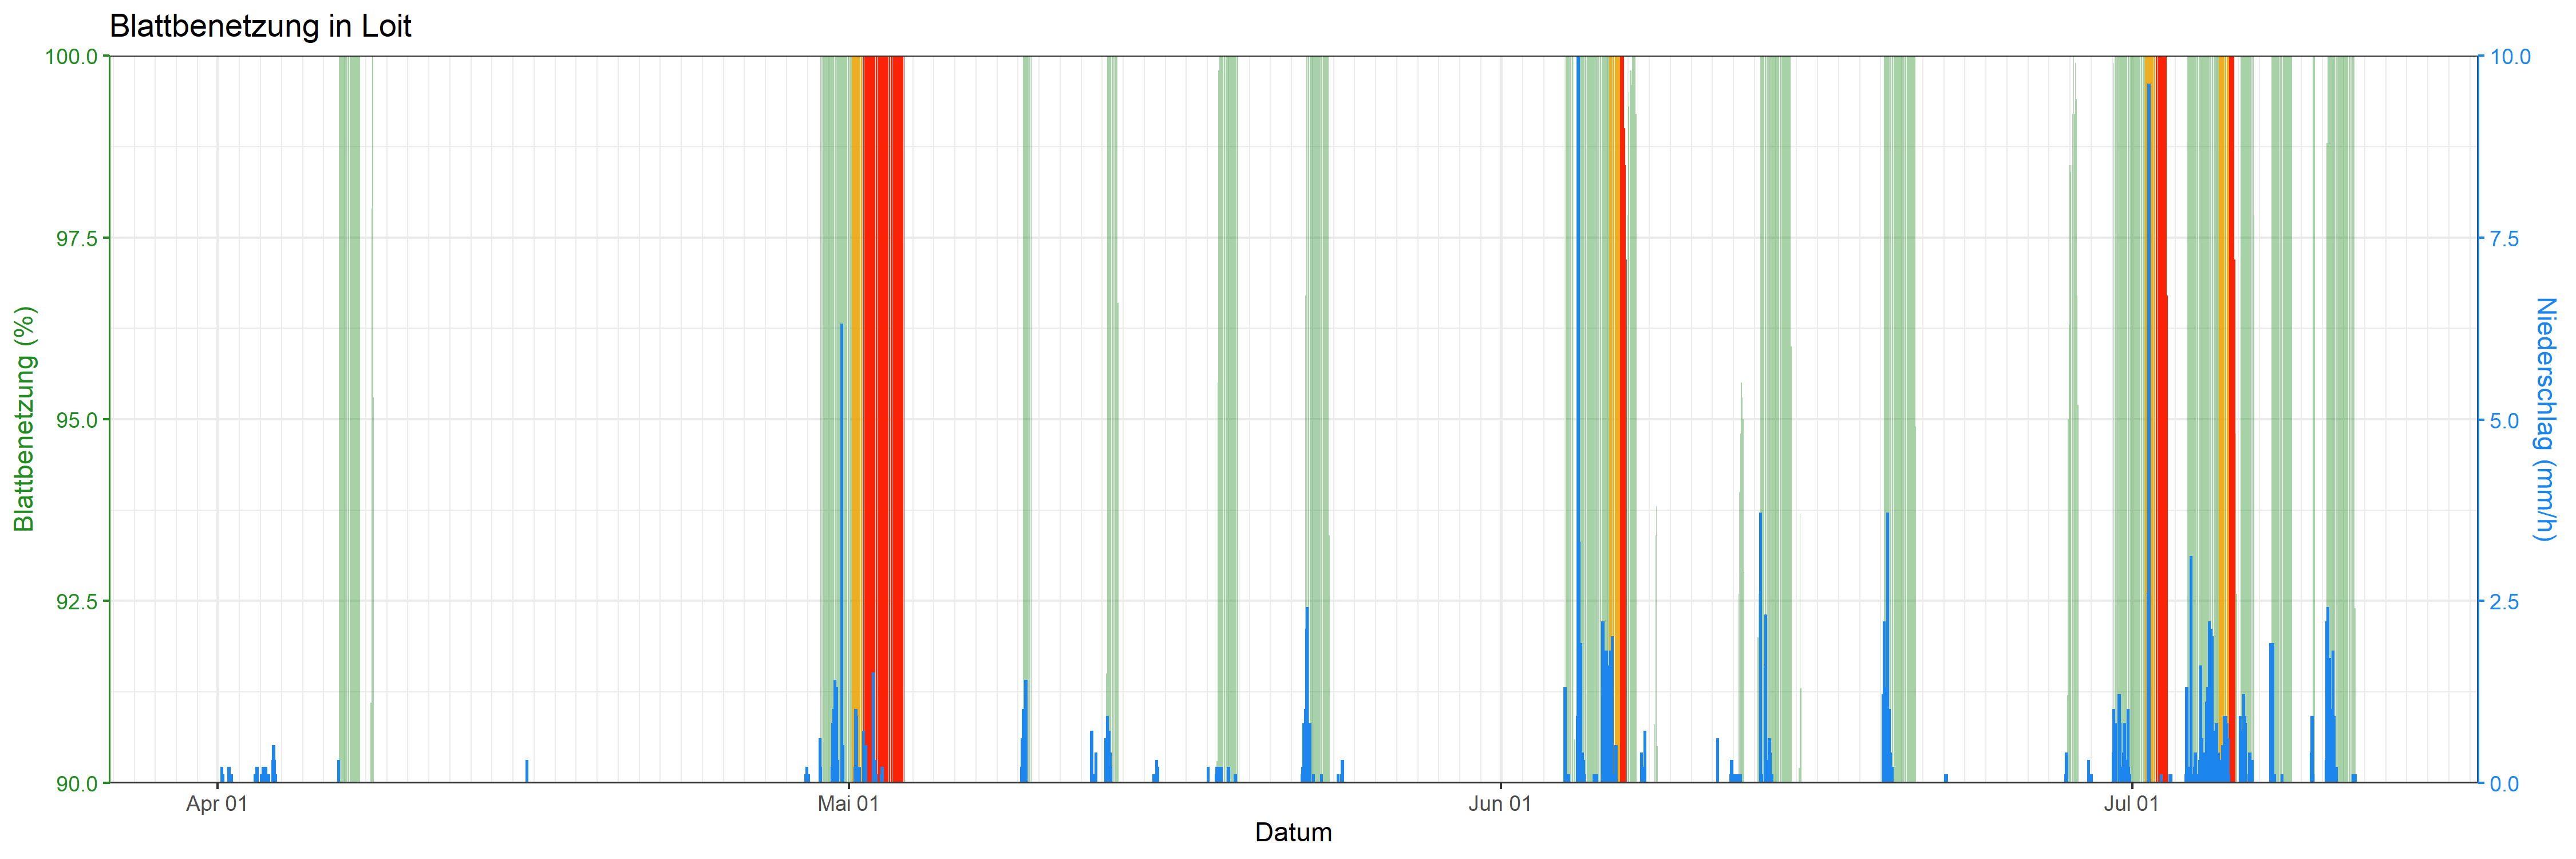 Blattbenetzung in Loit
100.0
97.5
95.0
92.5
90.0
Blattbenetzung (%)
10.0
7.5
5.0
2.5
0.0
Niederschlag (mm/h)
Apr 01
Mai 01
Jun 01
Jul 01
Datum